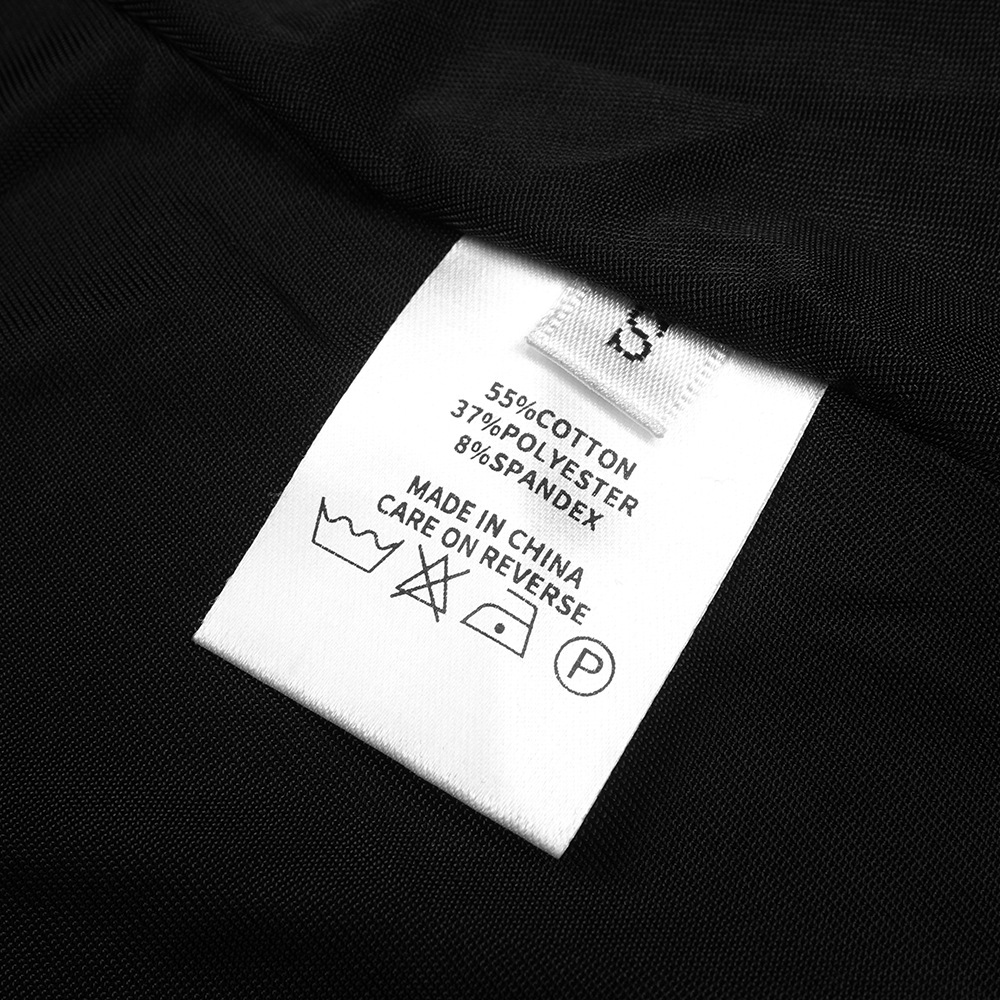 55%COTTON
37%POLYESTER
8%SPANDEX
MADE IN CHINA
CARE ON REVERSE
P